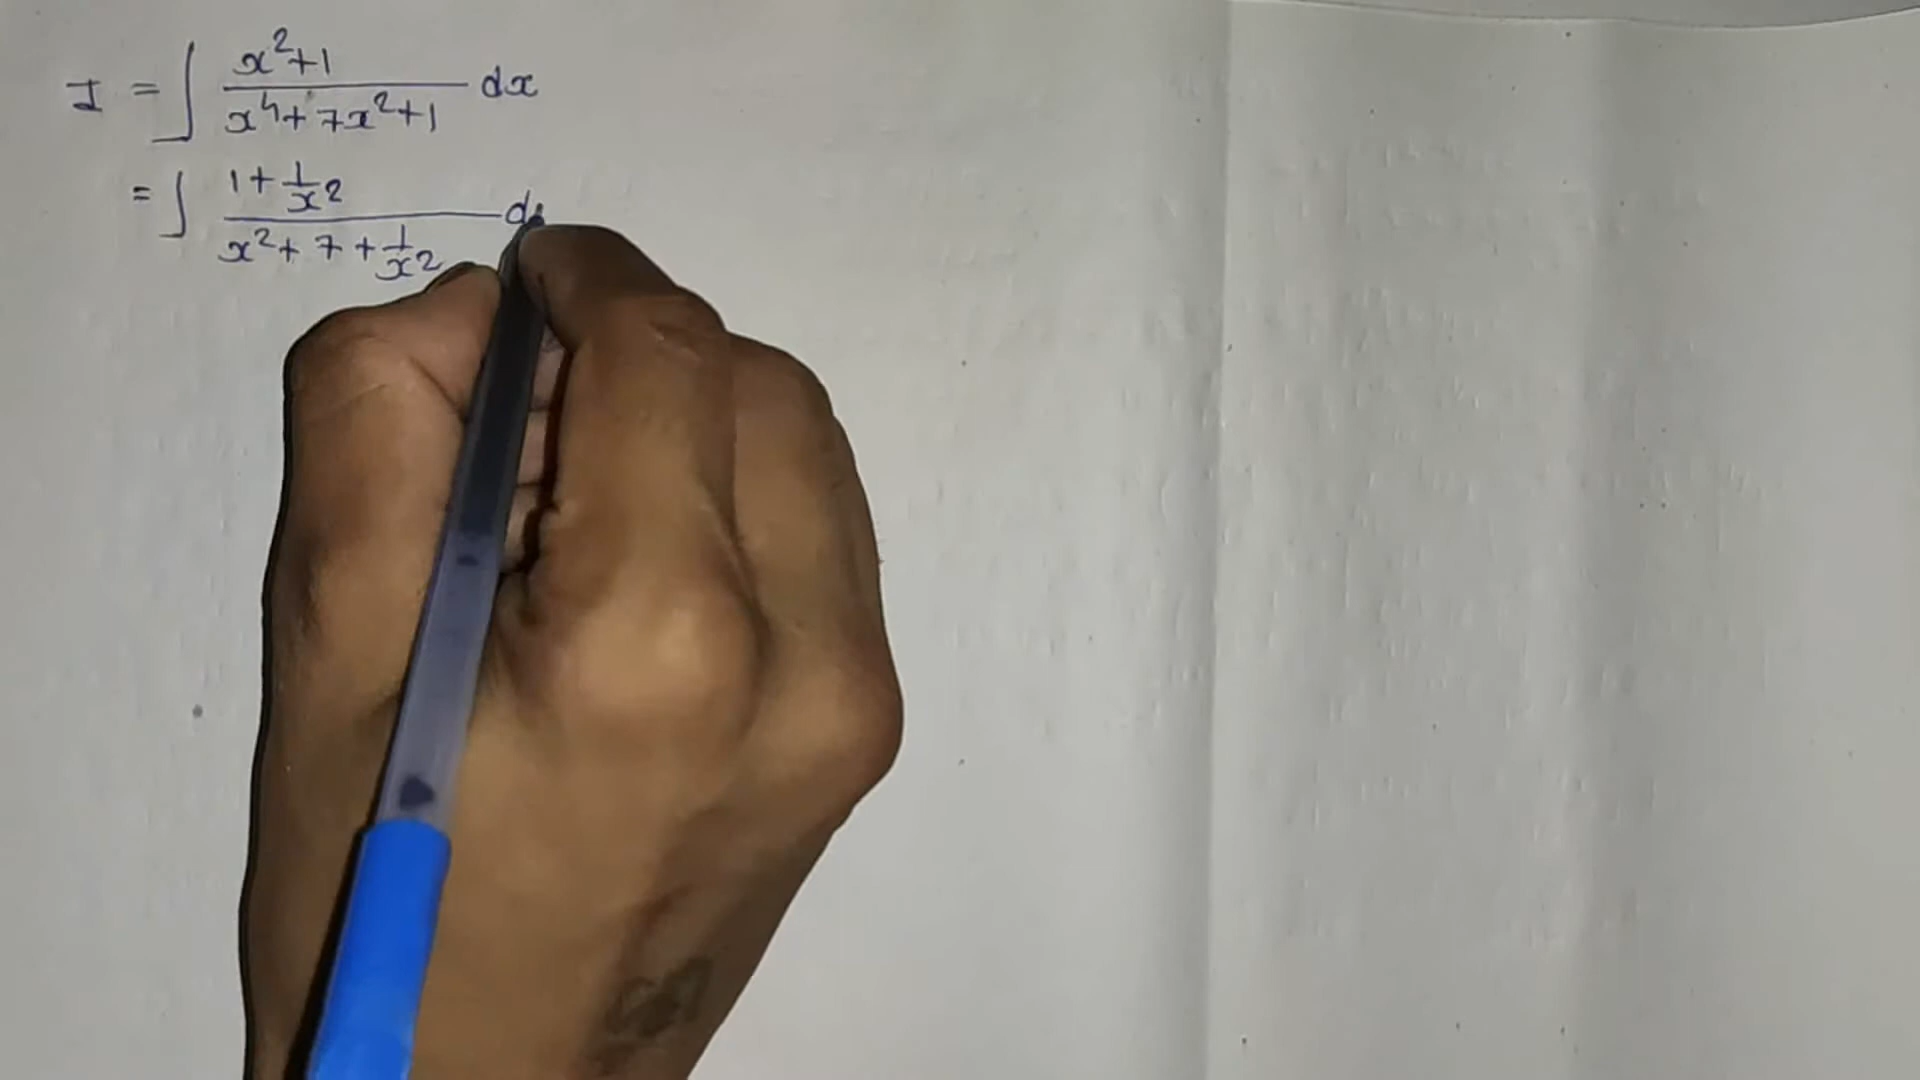 I = ∫ x²+1 / x⁴+7x²+1 dx
= ∫ 1+1/x² / x²+7+1/x² d